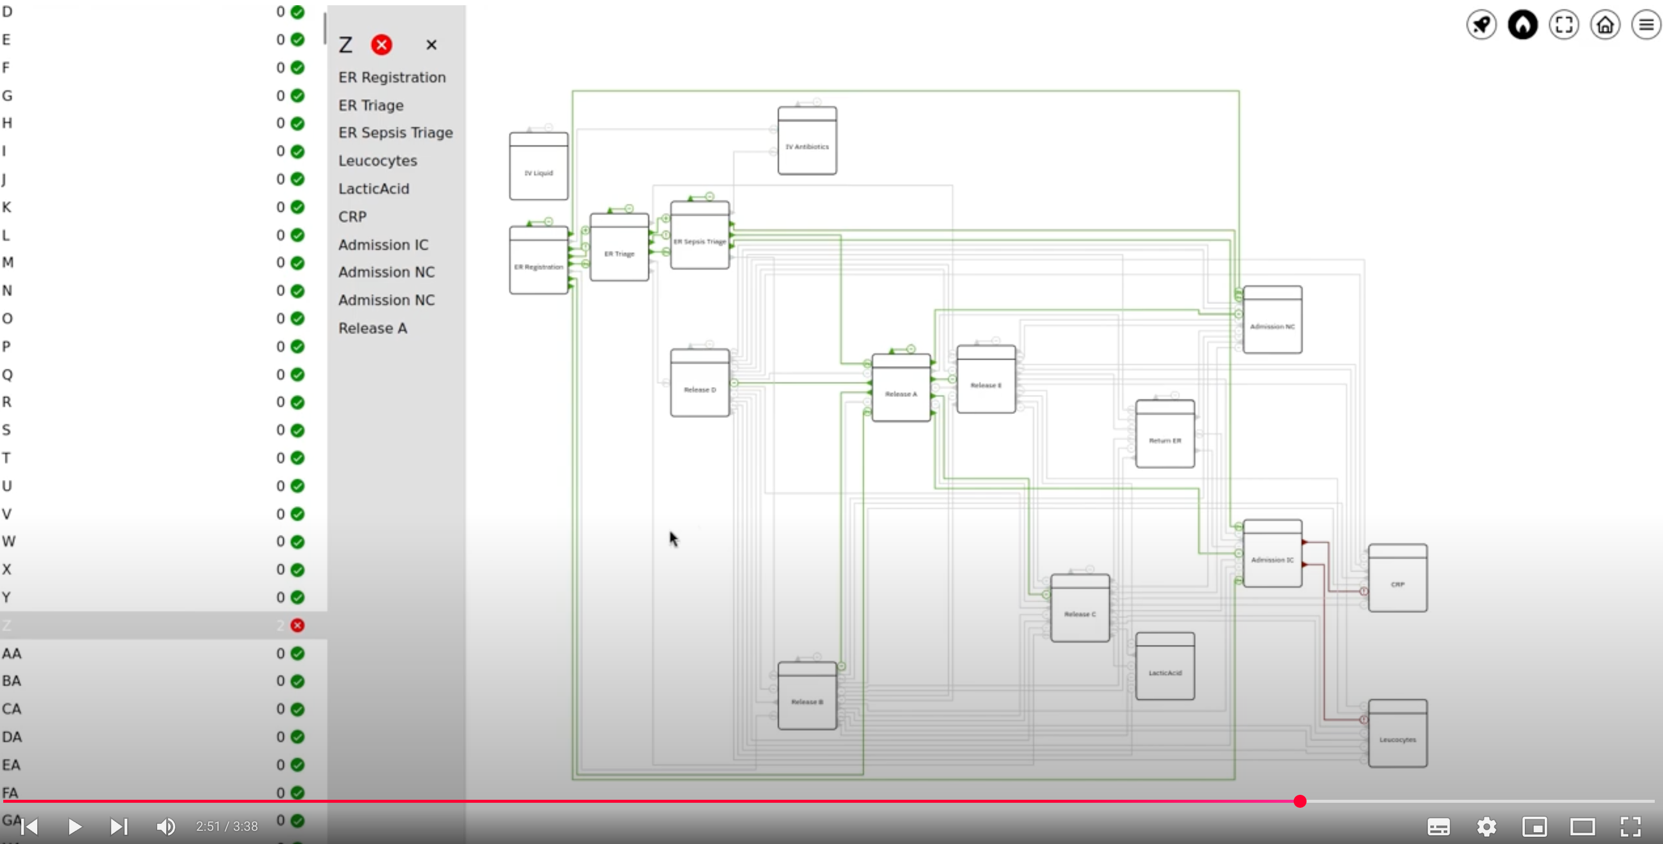 D 0
E 0
F 0
G 0
H 0
I 0
J 0
K 0
L 0
M 0
N 0
O 0
P 0
Q 0
R 0
S 0
T 0
U 0
V 0
W 0
X 0
Y 0
Z 2
AA 0
BA 0
CA 0
DA 0
EA 0
FA 0
GA 0
Z
ER Registration
ER Triage
ER Sepsis Triage
Leucocytes
LacticAcid
CRP
Admission IC
Admission NC
Admission NC
Release A
IV Antibiotics
IV Liquid
ER Sepsis Triage
ER Triage
ER Registration
Admission NC
Release D
Release A
Release E
Return ER
Admission IC
CRP
Release C
LacticAcid
Release B
Leucocytes
2:51 / 3:38